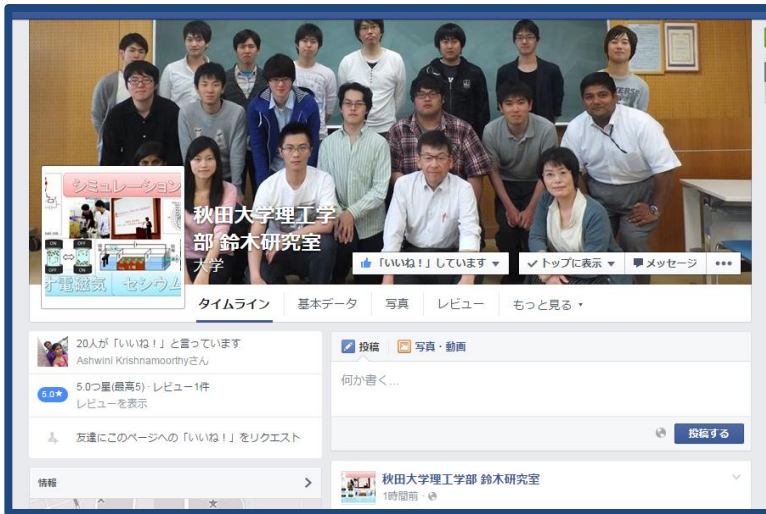 シミュレーション
ON
OFF
OFF
ON
オ電磁気
セシウム
秋田大学理工学
部 鈴木研究室
大学
「いいね！」しています
トップに表示
メッセージ
タイムライン
基本データ
写真
レビュー
もっと見る
20人が「いいね！」と言っています
Ashwini Krishnamoorthyさん
5.0★
5.0つ星(最高5)・レビュー1件
レビューを表示
友達にこのページへの「いいね！」をリクエスト
情報
投稿
写真・動画
何か書く...
投稿する
秋田大学理工学部 鈴木研究室
1時間前・